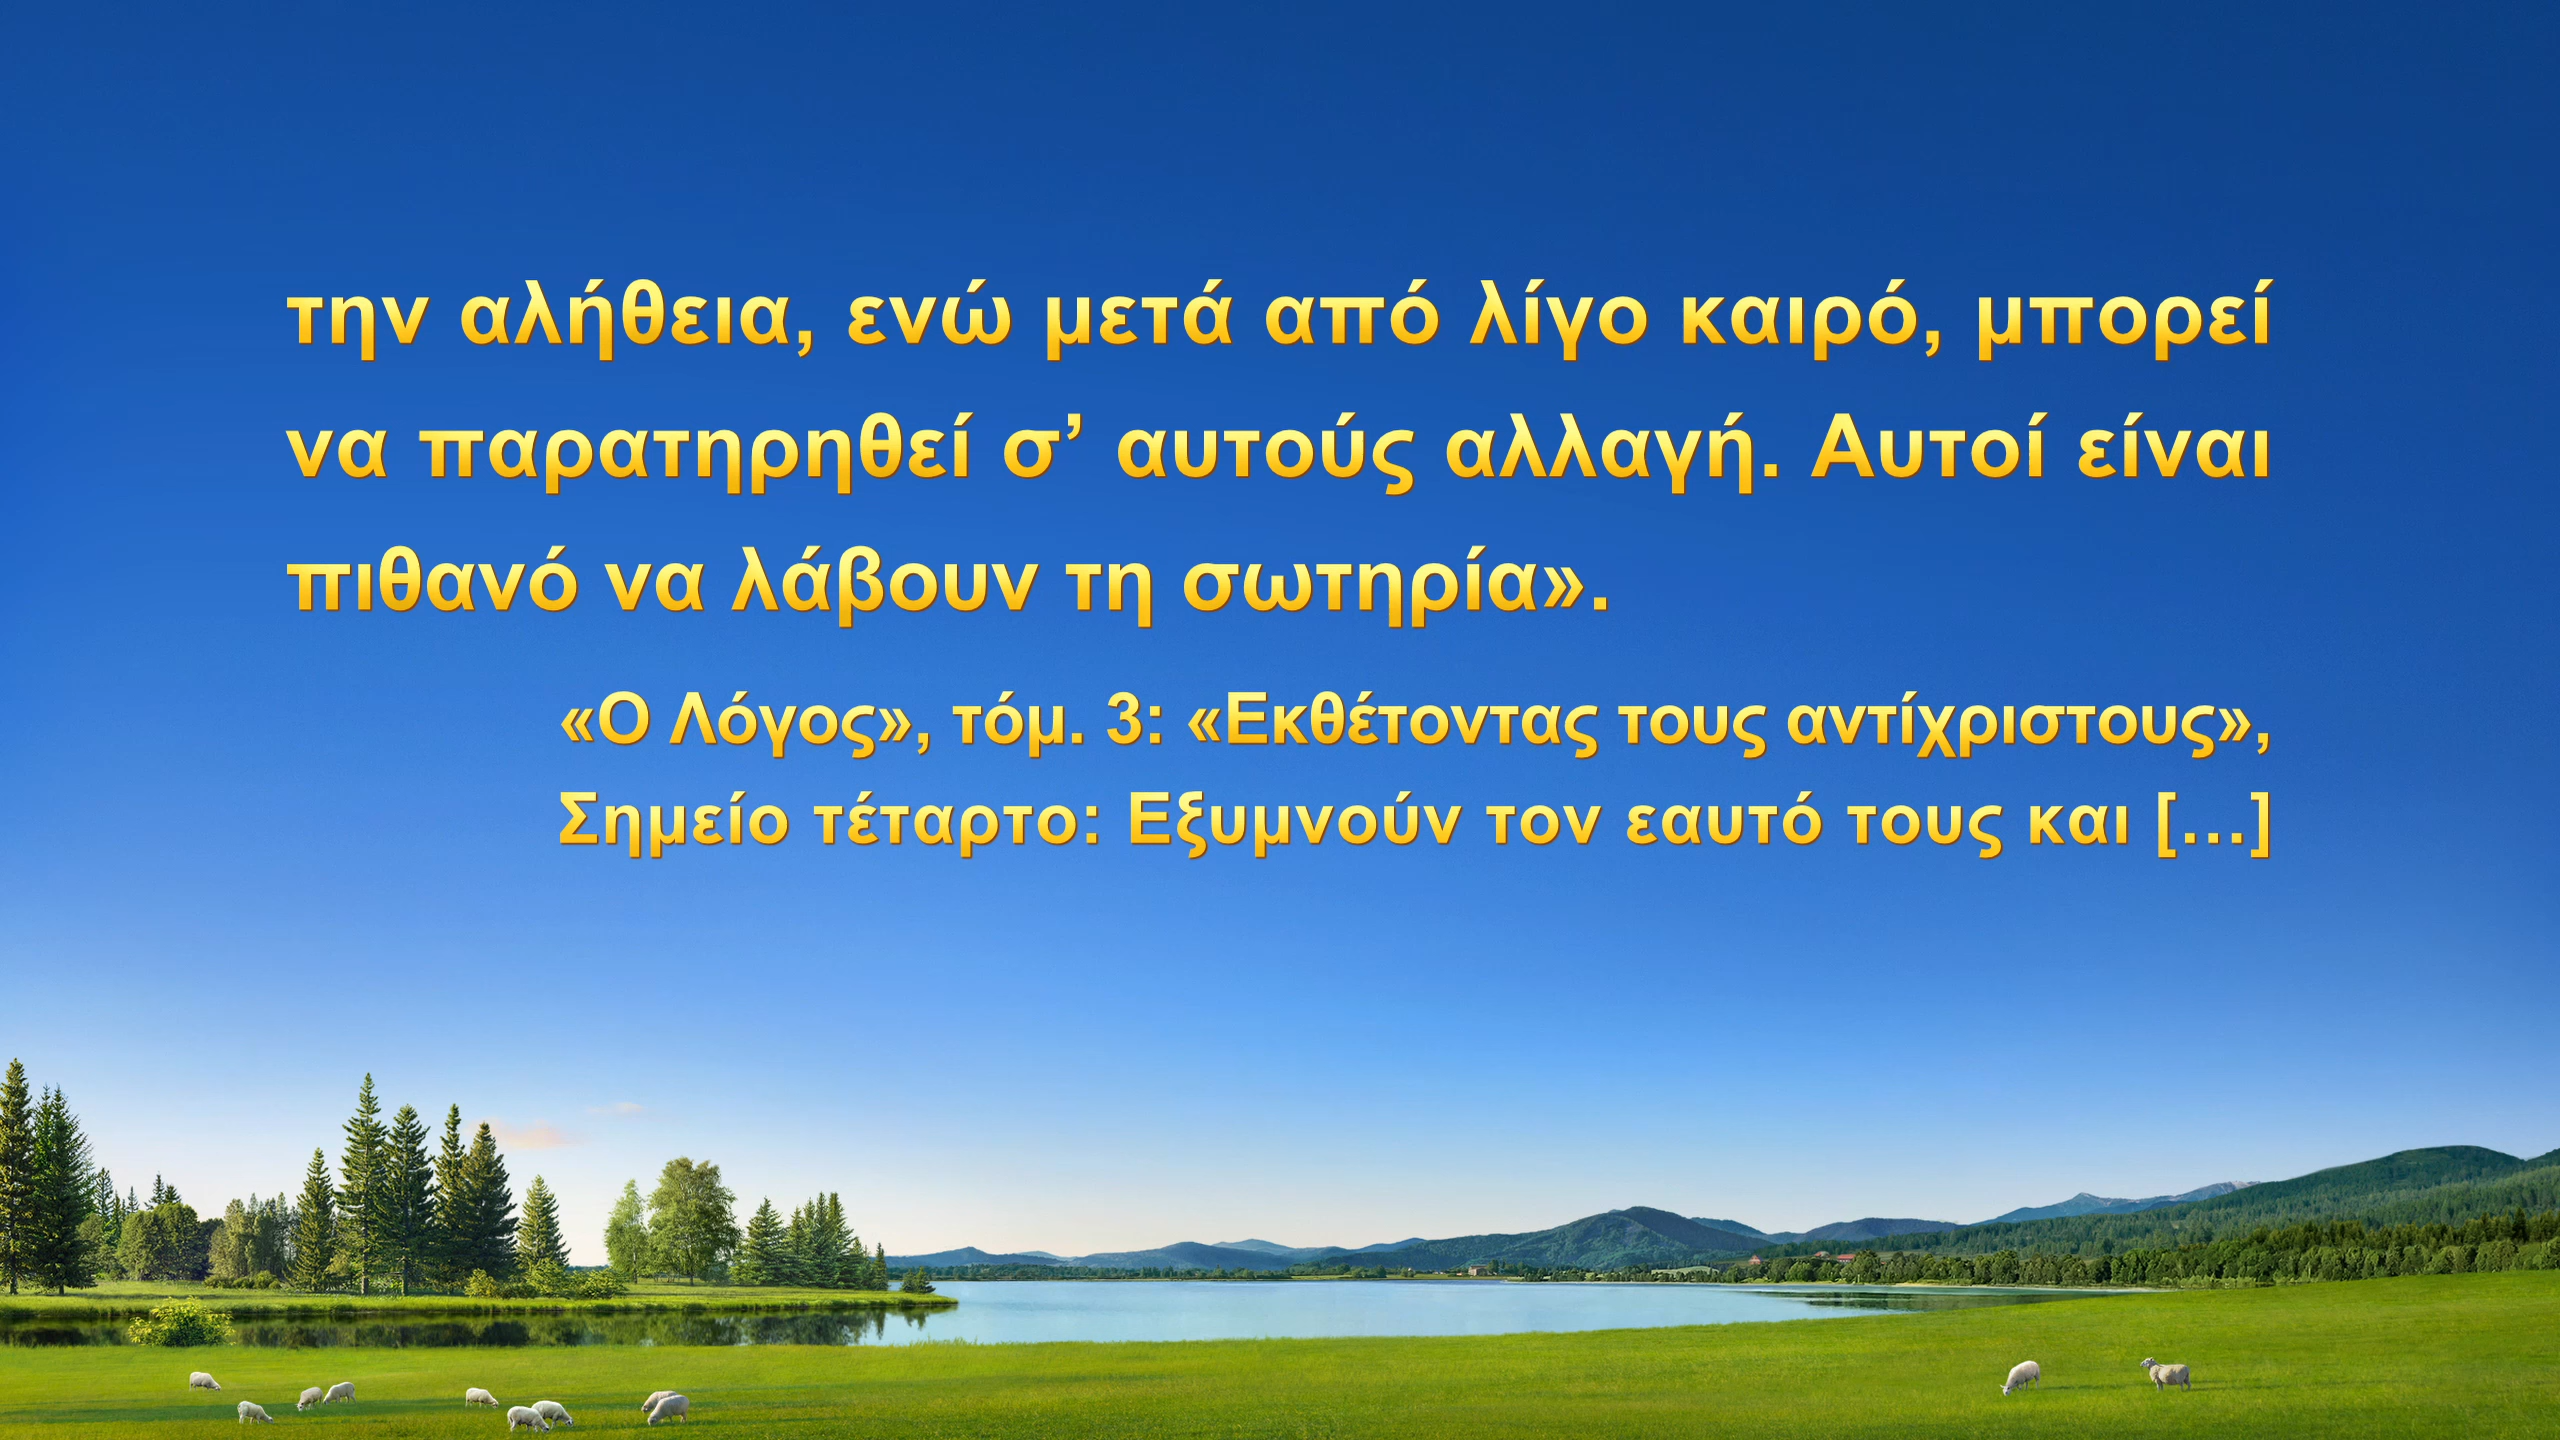 την αλήθεια, ενώ μετά από λίγο καιρό, μπορεί
να παρατηρηθεί σ’ αυτούς αλλαγή. Αυτοί είναι
πιθανό να λάβουν τη σωτηρία».
«Ο Λόγος», τόμ. 3: «Εκθέτοντας τους αντίχριστους»,
Σημείο τέταρτο: Εξυμνούν τον εαυτό τους και […]